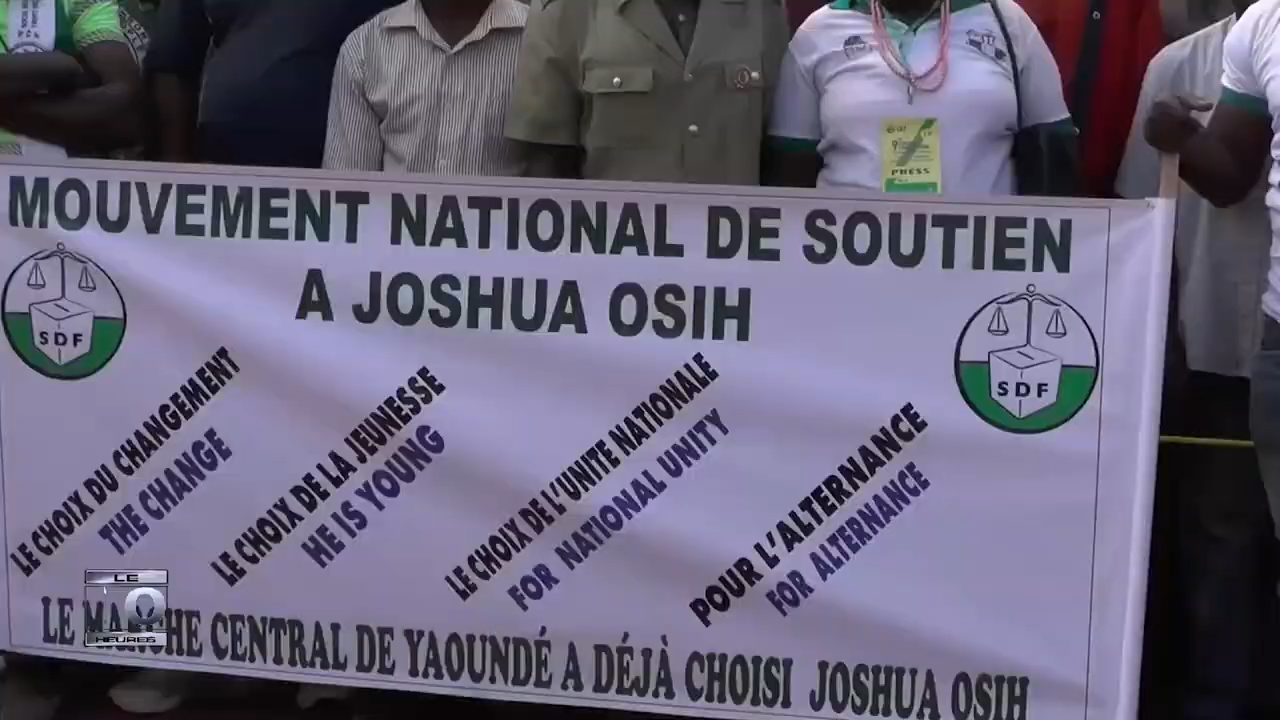 PRESS
MOUVEMENT NATIONAL DE SOUTIEN
A JOSHUA OSIH
SDF
SDF
LE CHOIX DU CHANGEMENT
THE CHANGE
LE CHOIX DE LA JEUNESSE
HE IS YOUNG
LE CHOIX DE L'UNITE NATIONALE
FOR NATIONAL UNITY
POUR L'ALTERNANCE
FOR ALTERNANCE
LE CENTRAL DE YAOUNDÉ A DÉJÀ CHOISI JOSHUA OSIH
LE
HEURES